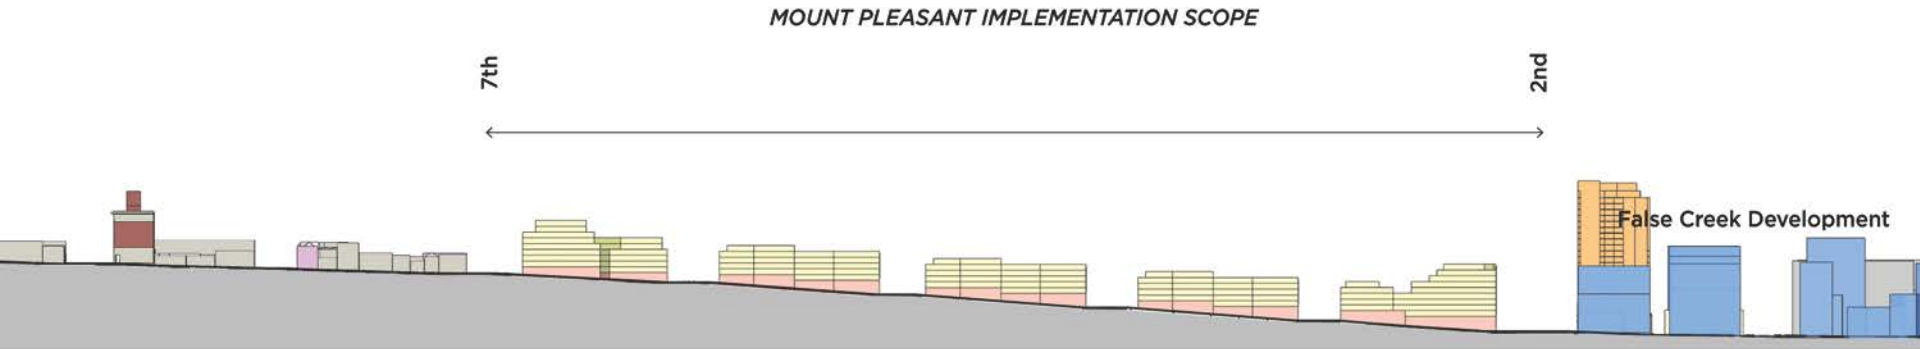 MOUNT PLEASANT IMPLEMENTATION SCOPE
7th
2nd
False Creek Development